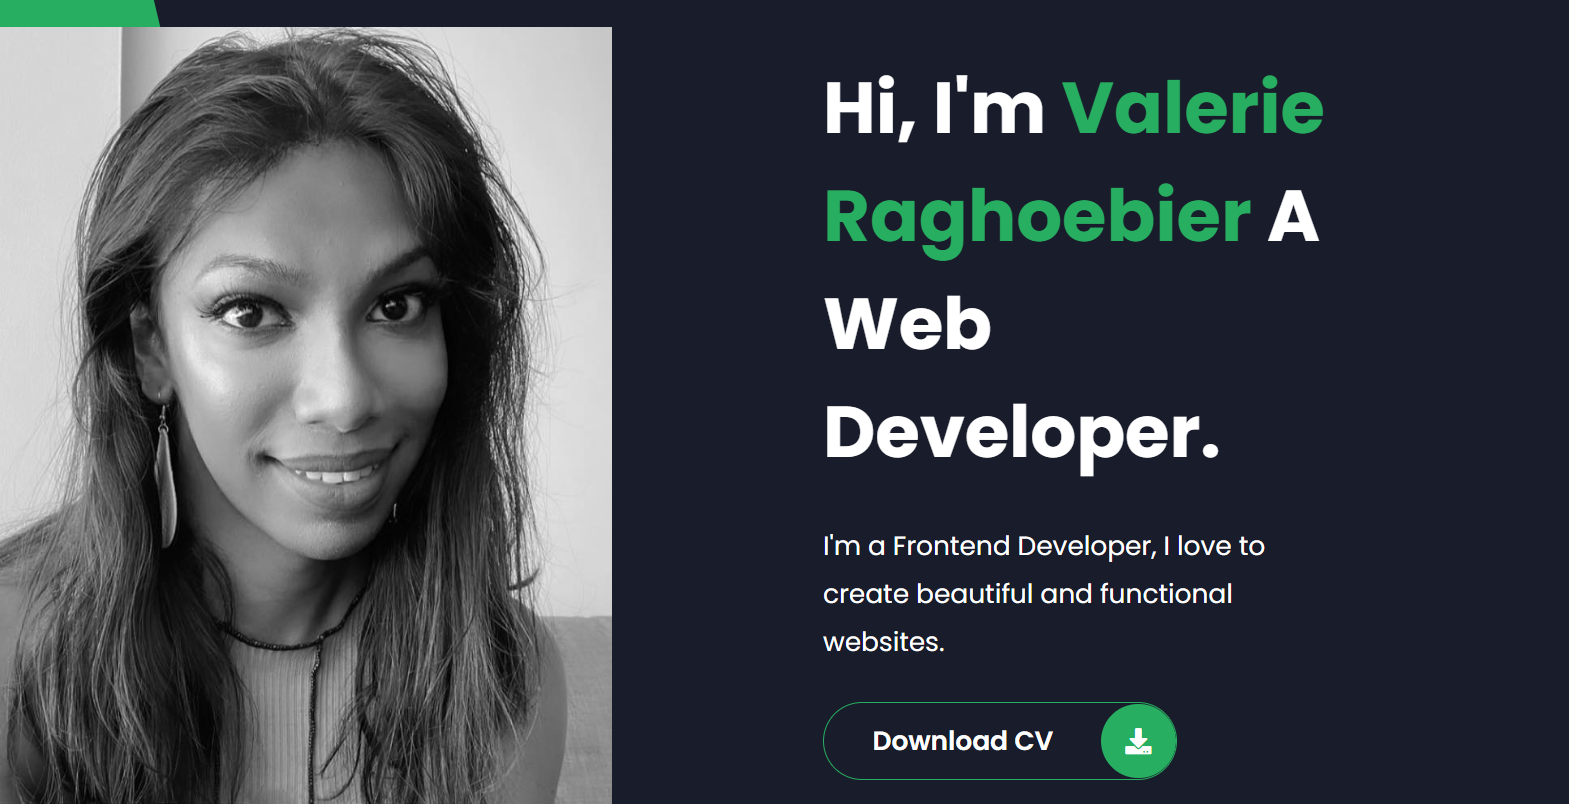 Hi, I'm Valerie
Raghoebier A
Web
Developer.
I'm a Frontend Developer, I love to
create beautiful and functional
websites.
Download CV